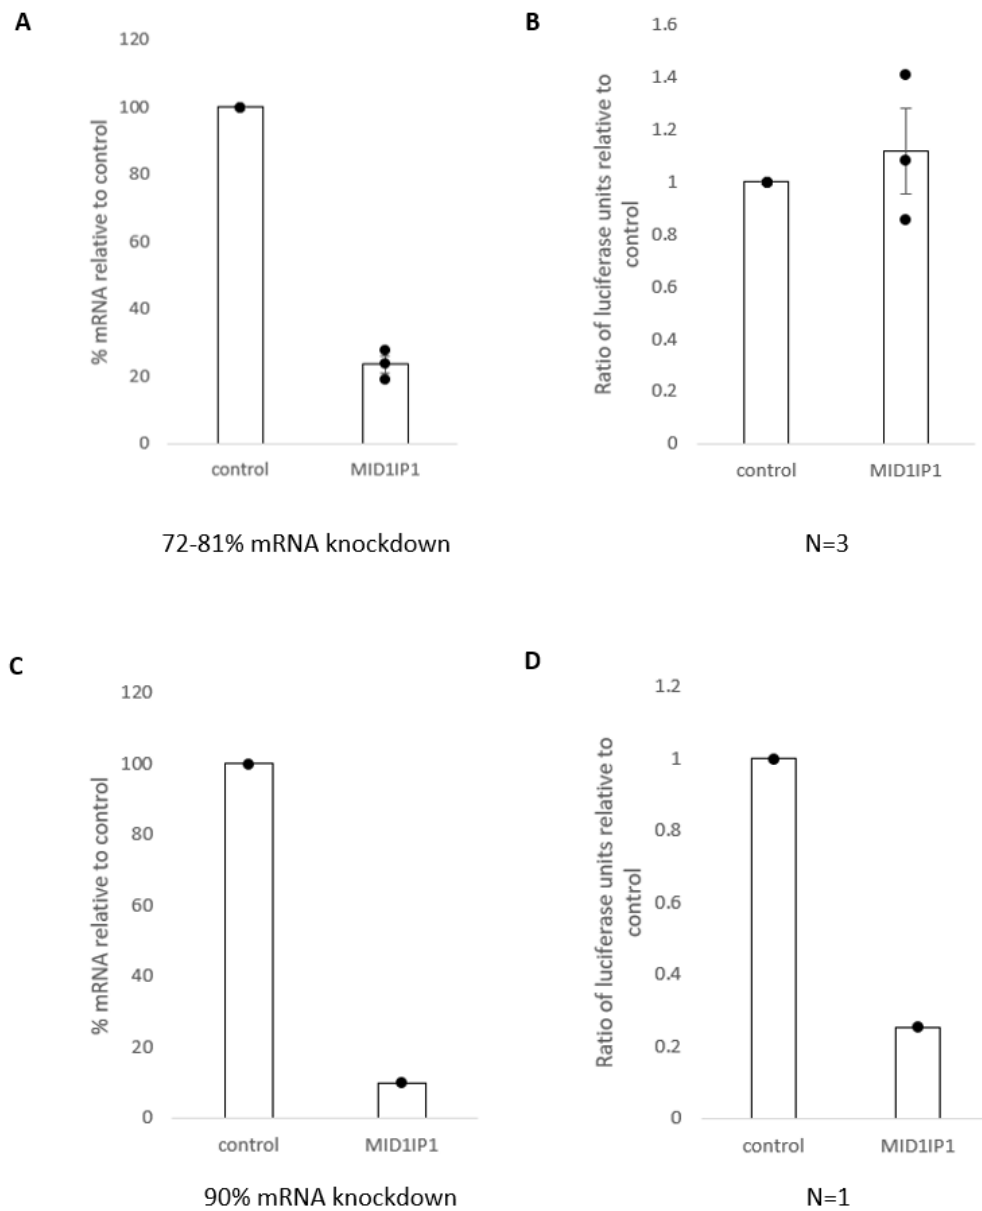 A
120
100
80
60
40
20
0
% mRNA relative to control
control
MID1IP1
72-81% mRNA knockdown
B
1.6
1.4
1.2
1
0.8
0.6
0.4
0.2
0
Ratio of luciferase units relative to
control
control
MID1IP1
N=3
C
120
100
80
60
40
20
0
% mRNA relative to control
control
MID1IP1
90% mRNA knockdown
D
1.2
1
0.8
0.6
0.4
0.2
0
Ratio of luciferase units relative to
control
control
MID1IP1
N=1